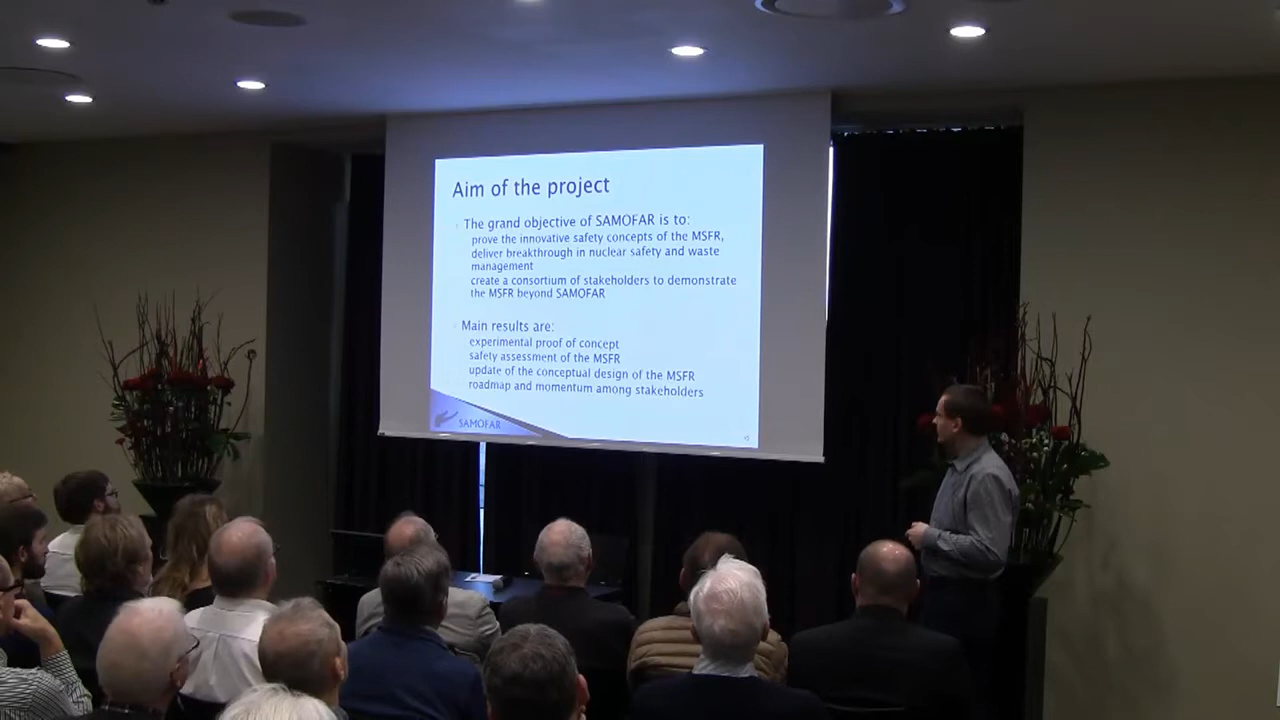 Aim of the project
The grand objective of SAMOFAR is to:
prove the innovative safety concepts of the MSFR,
deliver breakthrough in nuclear safety and waste
management
create a consortium of stakeholders to demonstrate
the MSFR beyond SAMOFAR
Main results are:
experimental proof of concept
safety assessment of the MSFR
update of the conceptual design of the MSFR
roadmap and momentum among stakeholders
SAMOFAR